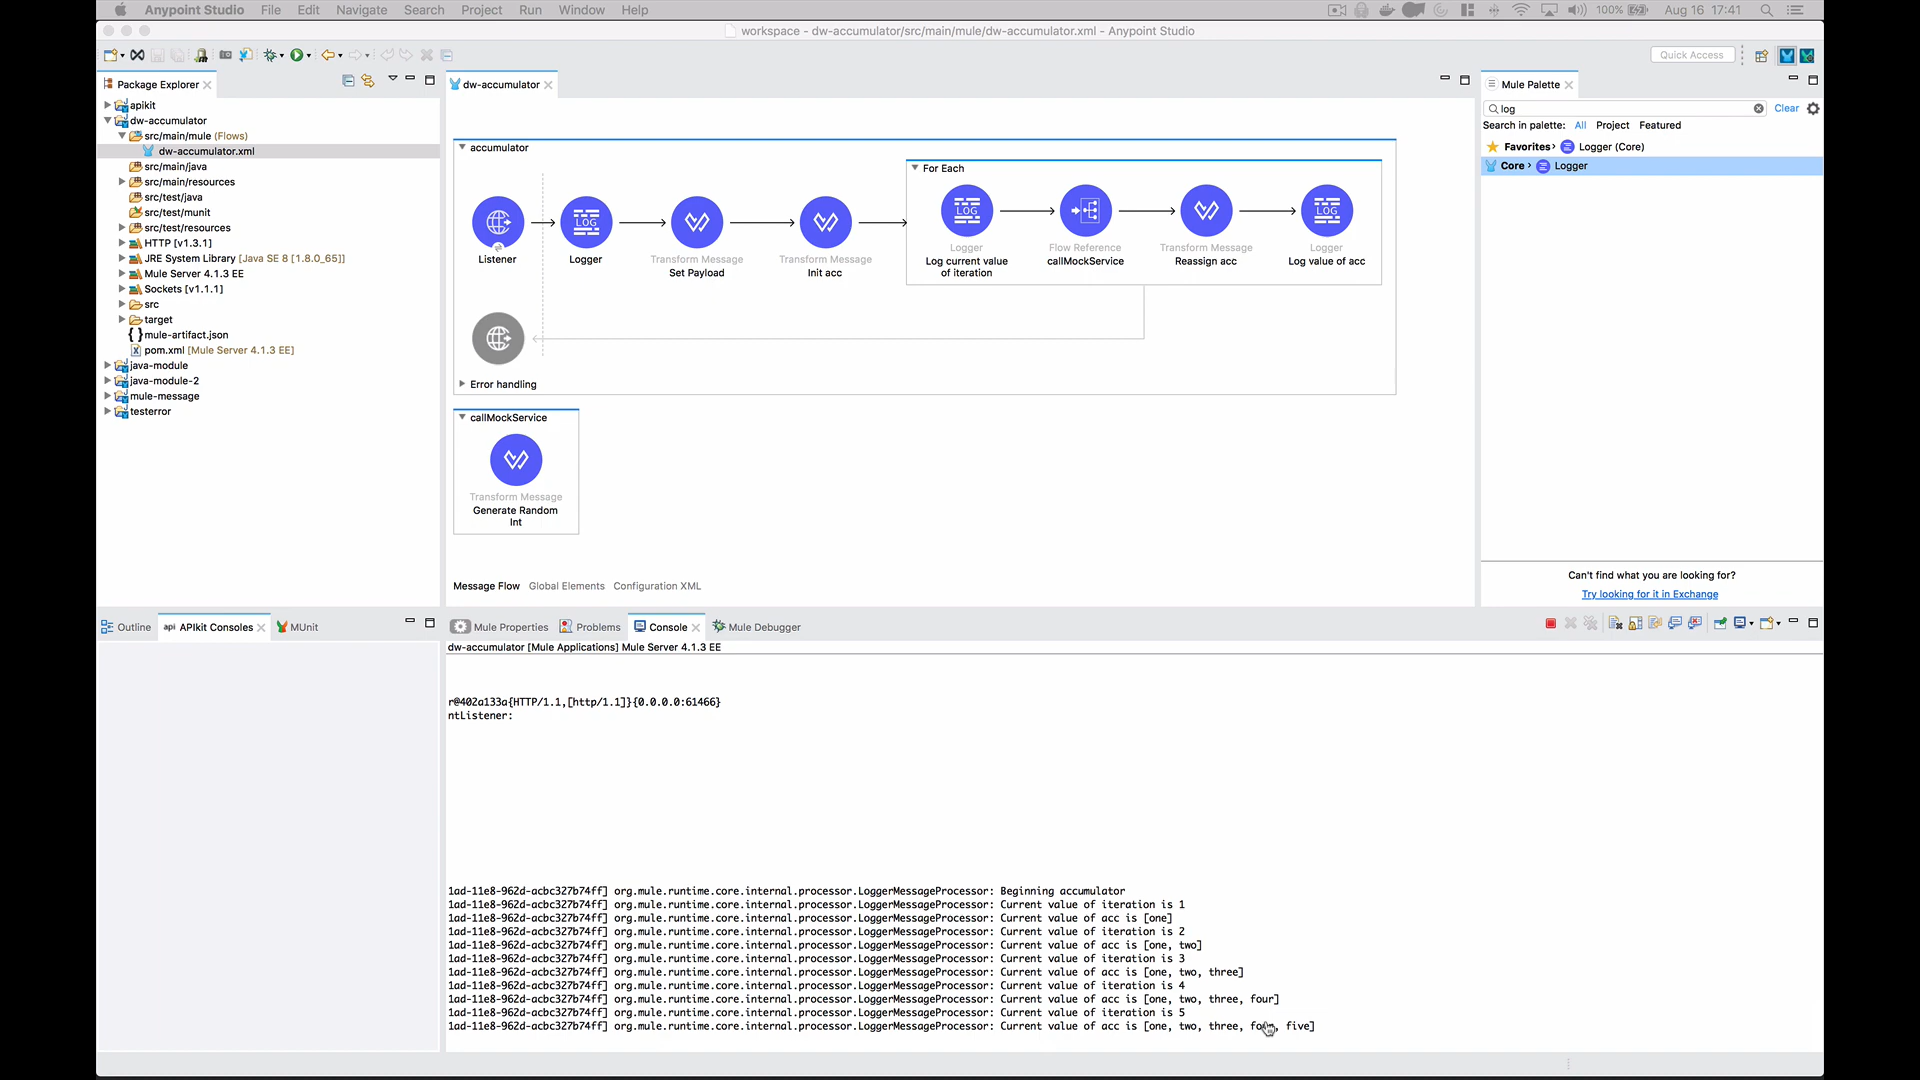 Anypoint Studio File Edit Navigate Search Project Run Window Help 100% Aug 16 17:41
workspace - dw-accumulator/src/main/mule/dw-accumulator.xml - Anypoint Studio
Quick Access
Package Explorer
apikit
dw-accumulator
src/main/mule (Flows)
dw-accumulator.xml
src/main/java
src/main/resources
src/test/java
src/test/munit
src/test/resources
HTTP [v1.3.1]
JRE System Library [Java SE 8 [1.8.0_65]]
Mule Server 4.1.3 EE
Sockets [v1.1.1]
src
target
mule-artifact.json
pom.xml [Mule Server 4.1.3 EE]
java-module
java-module-2
mule-message
testerror
dw-accumulator
accumulator
Listener
LOG
Logger
Transform Message
Set Payload
Transform Message
Init acc
For Each
LOG
Logger
Log current value
of iteration
Flow Reference
callMockService
Transform Message
Reassign acc
LOG
Logger
Log value of acc
Error handling
callMockService
Transform Message
Generate Random
Int
Message Flow Global Elements Configuration XML
Mule Palette
log
Clear
Search in palette: All Project Featured
Favorites › Logger (Core)
Core › Logger
Can't find what you are looking for?
Try looking for it in Exchange
Outline api APIkit Consoles MUnit
Mule Properties Problems Console Mule Debugger
dw-accumulator [Mule Applications] Mule Server 4.1.3 EE
r@402a133a{HTTP/1.1,[http/1.1]}{0.0.0.0:61466}
ntListener:
1ad-11e8-962d-acbc327b74ff] org.mule.runtime.core.internal.processor.LoggerMessageProcessor: Beginning accumulator
1ad-11e8-962d-acbc327b74ff] org.mule.runtime.core.internal.processor.LoggerMessageProcessor: Current value of iteration is 1
1ad-11e8-962d-acbc327b74ff] org.mule.runtime.core.internal.processor.LoggerMessageProcessor: Current value of acc is [one]
1ad-11e8-962d-acbc327b74ff] org.mule.runtime.core.internal.processor.LoggerMessageProcessor: Current value of iteration is 2
1ad-11e8-962d-acbc327b74ff] org.mule.runtime.core.internal.processor.LoggerMessageProcessor: Current value of acc is [one, two]
1ad-11e8-962d-acbc327b74ff] org.mule.runtime.core.internal.processor.LoggerMessageProcessor: Current value of iteration is 3
1ad-11e8-962d-acbc327b74ff] org.mule.runtime.core.internal.processor.LoggerMessageProcessor: Current value of acc is [one, two, three]
1ad-11e8-962d-acbc327b74ff] org.mule.runtime.core.internal.processor.LoggerMessageProcessor: Current value of iteration is 4
1ad-11e8-962d-acbc327b74ff] org.mule.runtime.core.internal.processor.LoggerMessageProcessor: Current value of acc is [one, two, three, four]
1ad-11e8-962d-acbc327b74ff] org.mule.runtime.core.internal.processor.LoggerMessageProcessor: Current value of iteration is 5
1ad-11e8-962d-acbc327b74ff] org.mule.runtime.core.internal.processor.LoggerMessageProcessor: Current value of acc is [one, two, three, four, five]